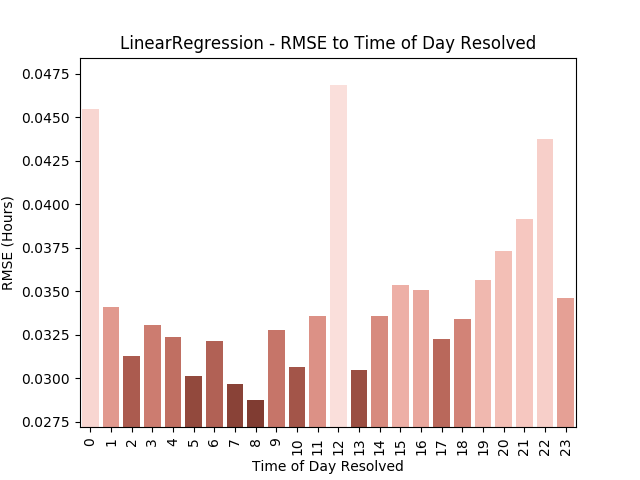 LinearRegression - RMSE to Time of Day Resolved
0.0475
0.0450
0.0425
0.0400
0.0375
0.0350
0.0325
0.0300
0.0275
RMSE (Hours)
0 1 2 3 4 5 6 7 8 9 10 11 12 13 14 15 16 17 18 19 20 21 22 23
Time of Day Resolved